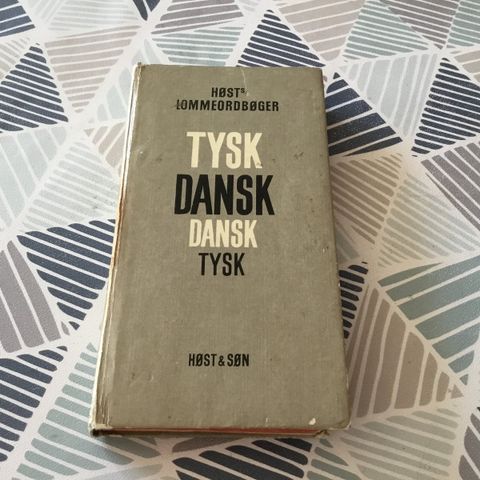 HØSTS
LOMMEORDBØGER
TYSK
DANSK
DANSK
TYSK
HØST & SØN